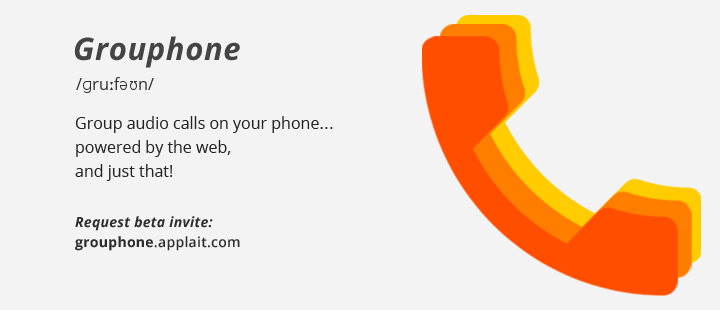 Grouphone
/gruːfəʊn/
Group audio calls on your phone...
powered by the web,
and just that!
Request beta invite:
grouphone.applait.com